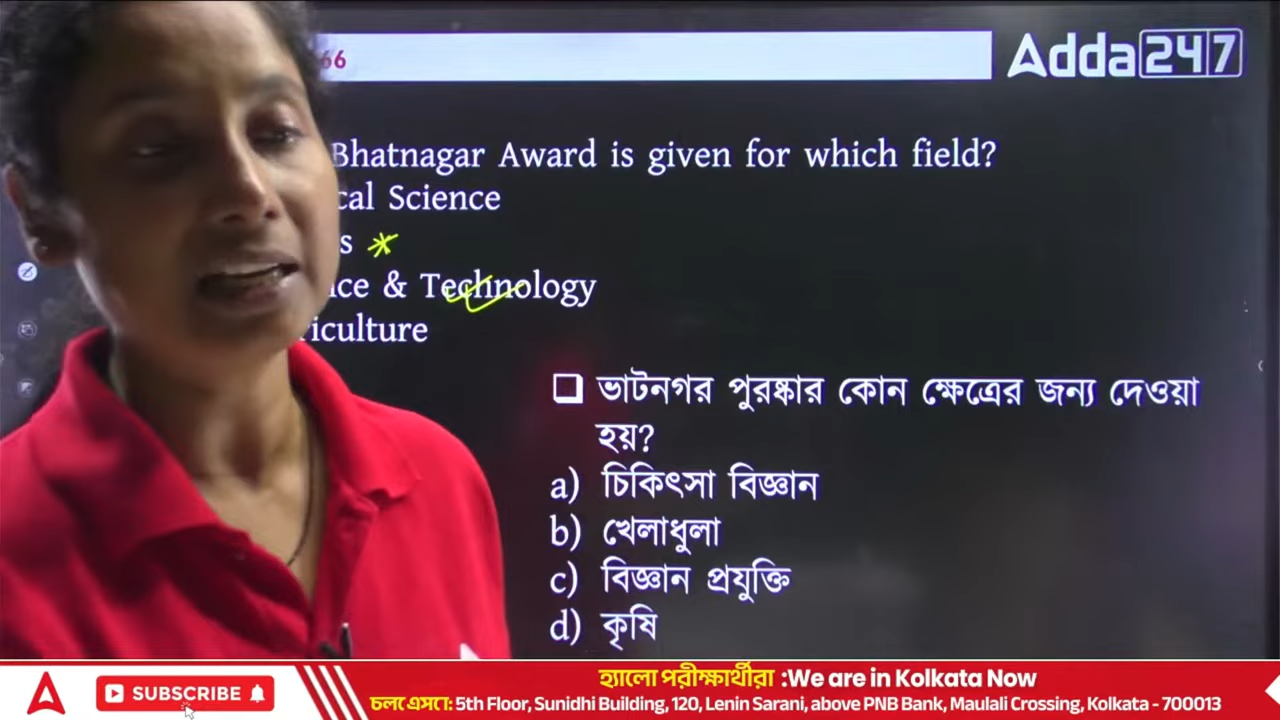 66
Adda247
Bhatnagar Award is given for which field?
cal Science
s
ce & Technology
riculture
ভাটনগর পুরষ্কার কোন ক্ষেত্রের জন্য দেওয়া
হয়?
a) চিকিৎসা বিজ্ঞান
b) খেলাধুলা
c) বিজ্ঞান প্রযুক্তি
d) কৃষি
হ্যালো পরীক্ষার্থীরা :We are in Kolkata Now
SUBSCRIBE
চলে এসো: 5th Floor, Sunidhi Building, 120, Lenin Sarani, above PNB Bank, Maulali Crossing, Kolkata - 700013